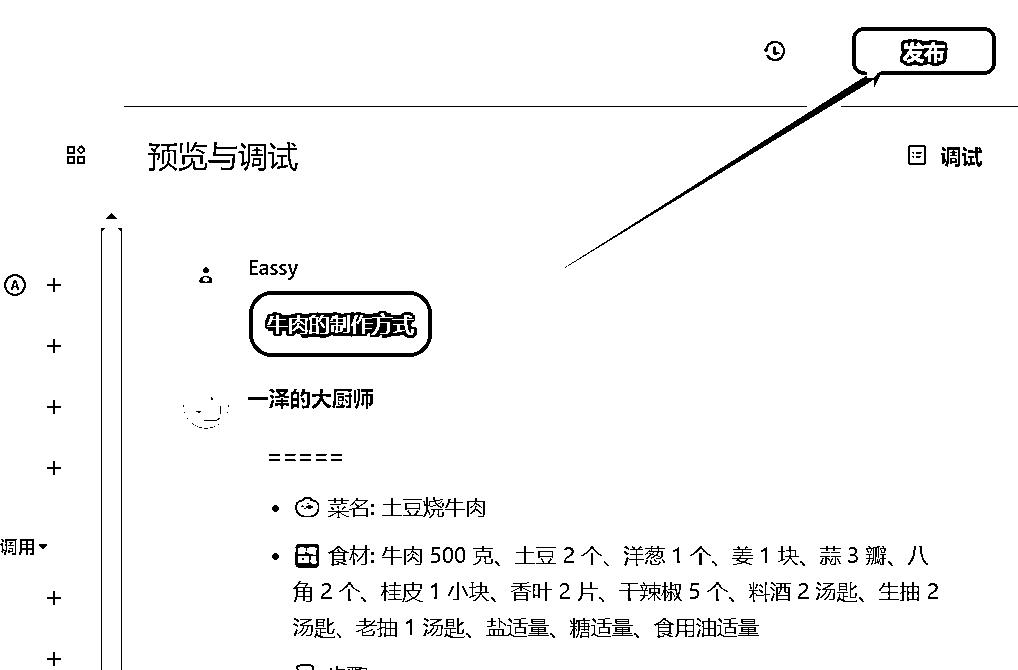 发布
预览与调试
调试
Eassy
牛肉的制作方式
一泽的大厨师
=====
菜名: 土豆烧牛肉
食材: 牛肉 500 克、土豆 2 个、洋葱 1 个、姜 1 块、蒜 3 瓣、八
角 2 个、桂皮 1 小块、香叶 2 片、干辣椒 5 个、料酒 2 汤匙、生抽 2
汤匙、老抽 1 汤匙、盐适量、糖适量、食用油适量
调用